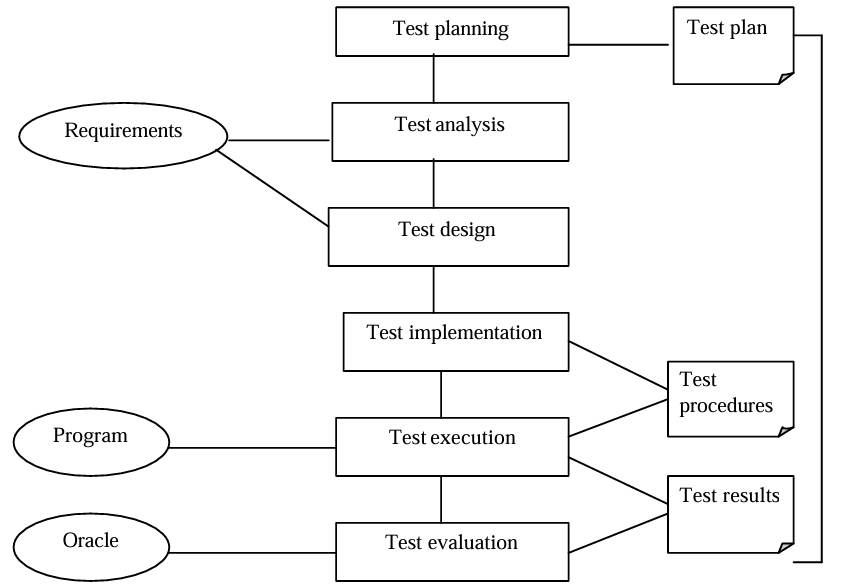 Test planning
Test plan
Requirements
Test analysis
Test design
Test implementation
Test
procedures
Program
Test execution
Test results
Oracle
Test evaluation